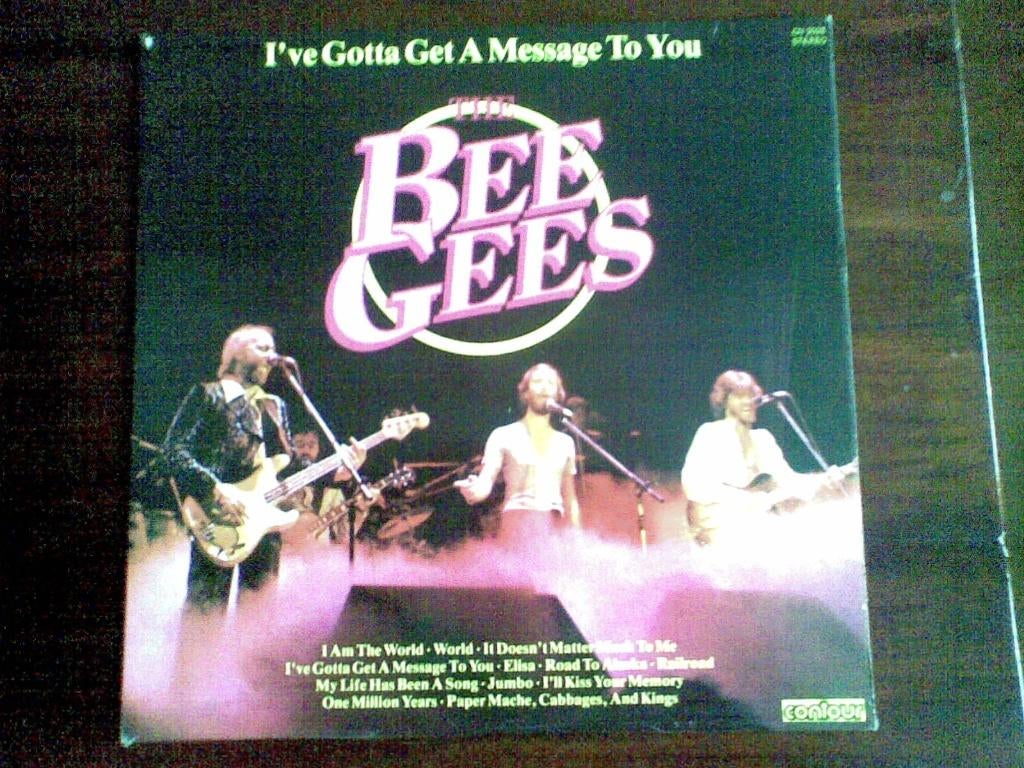 I've Gotta Get A Message To You
STEREO
THE
BEE
GEES
I Am The World · World · It Doesn't Matter Much To Me
I've Gotta Get A Message To You · Elisa · Road To Alaska · Railroad
My Life Has Been A Song · Jumbo · I'll Kiss Your Memory
One Million Years · Paper Mache, Cabbages, And Kings
contour